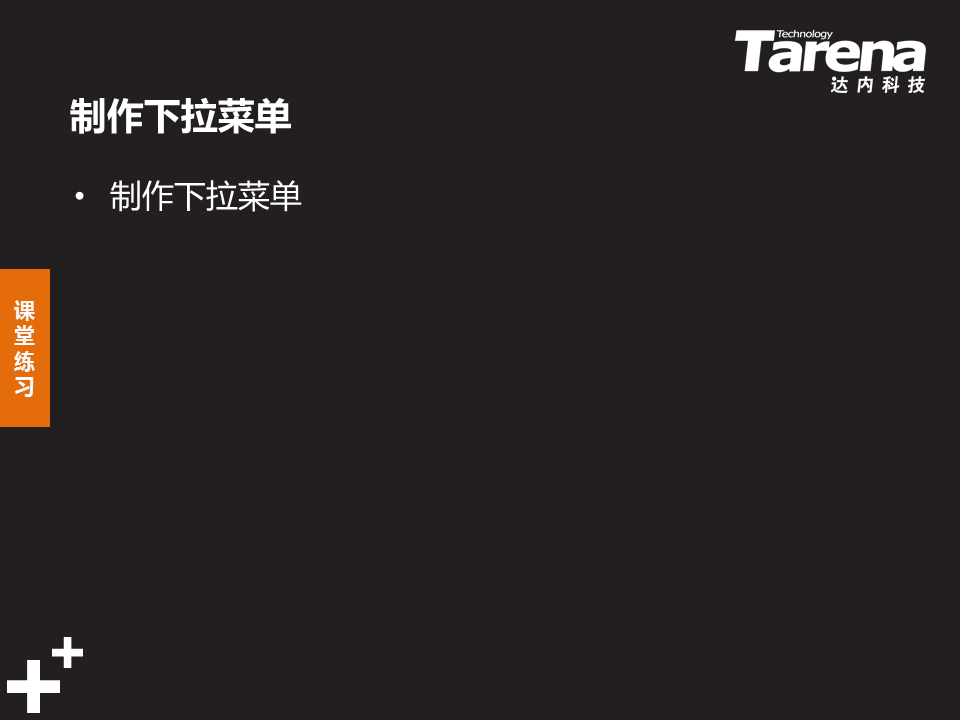 Technology
Tarena
达内科技
制作下拉菜单
• 制作下拉菜单
课堂练习